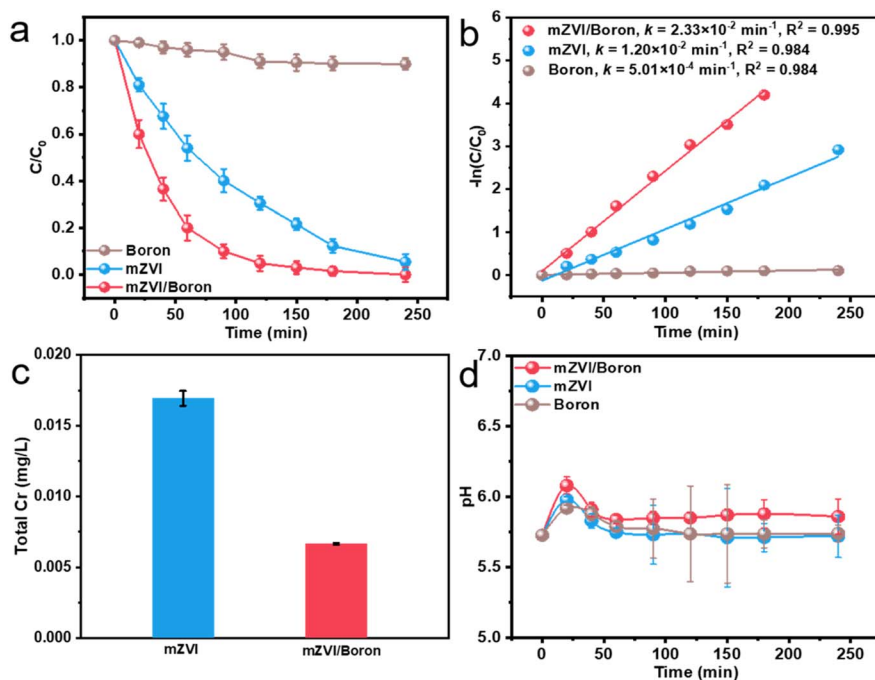 a
1.0
0.8
0.6
0.4
0.2
0.0
C/C₀
Boron
mZVI
mZVI/Boron
0 50 100 150 200 250
Time (min)
b
mZVI/Boron, k = 2.33×10⁻² min⁻¹, R² = 0.995
mZVI, k = 1.20×10⁻² min⁻¹, R² = 0.984
Boron, k = 5.01×10⁻⁴ min⁻¹, R² = 0.984
6
5
4
3
2
1
0
-1
-ln(C/C₀)
0 50 100 150 200 250
Time (min)
c
0.020
0.015
0.010
0.005
0.000
Total Cr (mg/L)
mZVI mZVI/Boron
d
7.0
6.5
6.0
5.5
5.0
pH
mZVI/Boron
mZVI
Boron
0 50 100 150 200 250
Time (min)